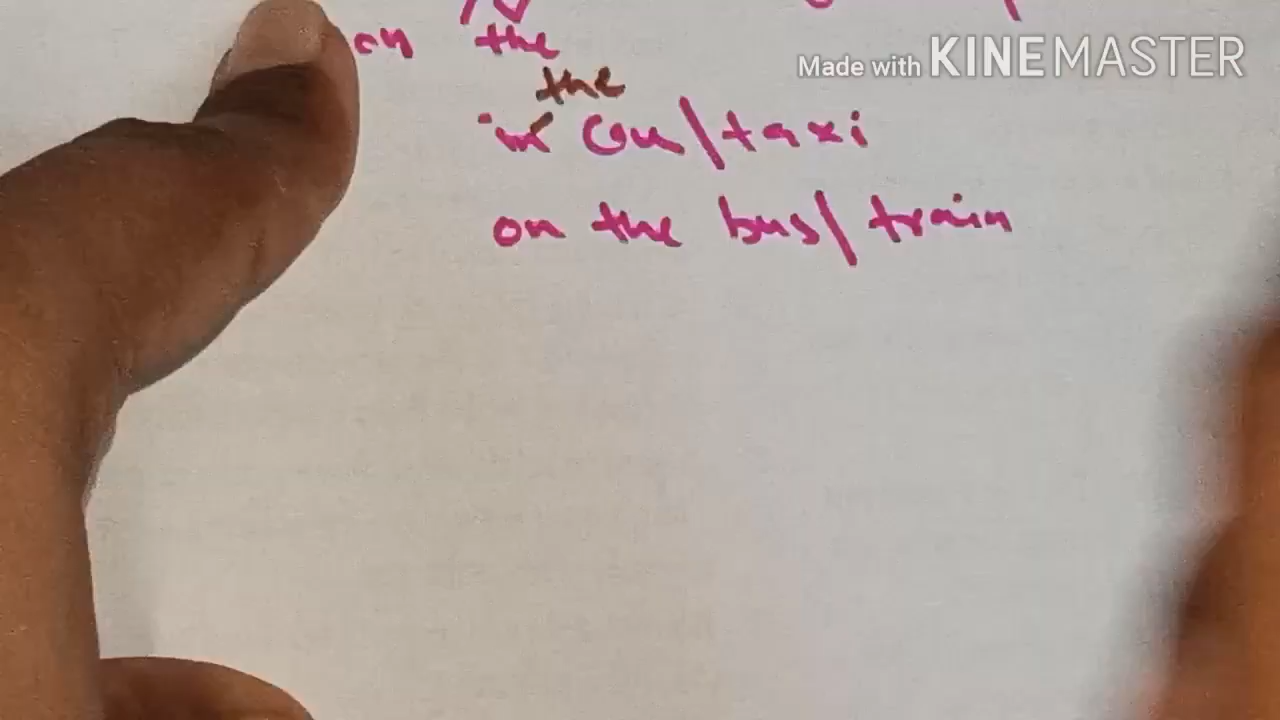 on the
Made with KINEMASTER
the
in car/taxi
on the bus/train